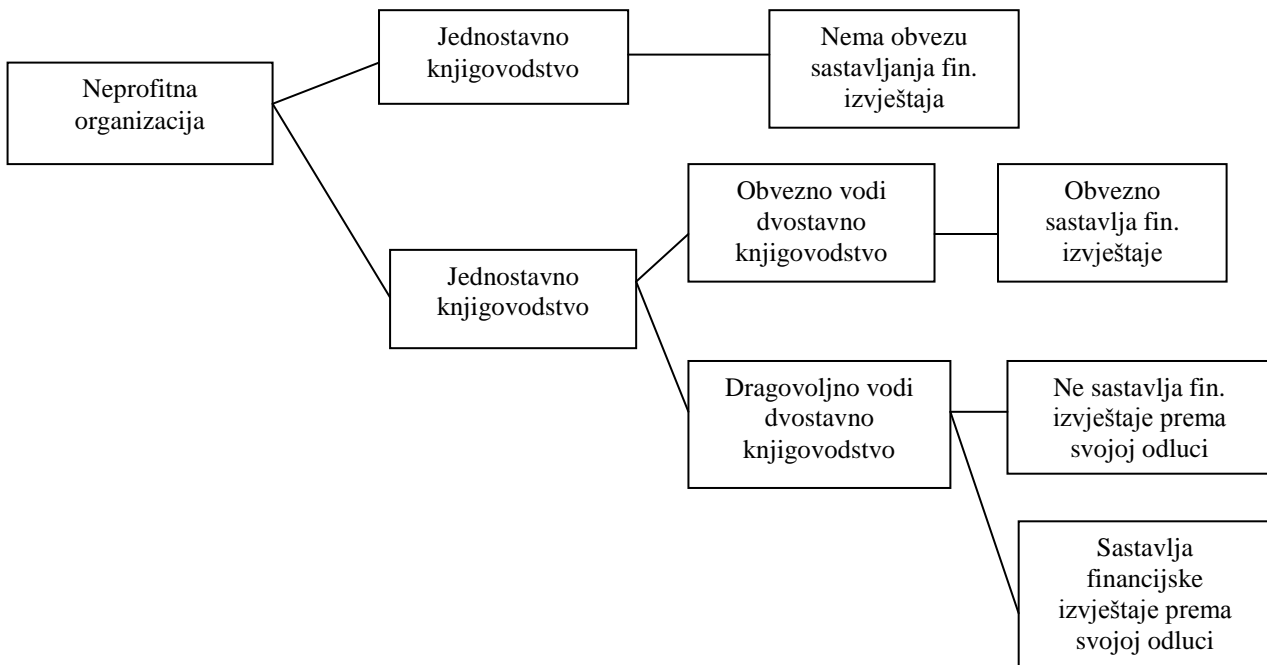 Neprofitna
organizacija
Jednostavno
knjigovodstvo
Nema obvezu
sastavljanja fin.
izvještaja
Jednostavno
knjigovodstvo
Obvezno vodi
dvostavno
knjigovodstvo
Obvezno
sastavlja fin.
izvještaje
Dragovoljno vodi
dvostavno
knjigovodstvo
Ne sastavlja fin.
izvještaje prema
svojoj odluci
Sastavlja
financijske
izvještaje prema
svojoj odluci